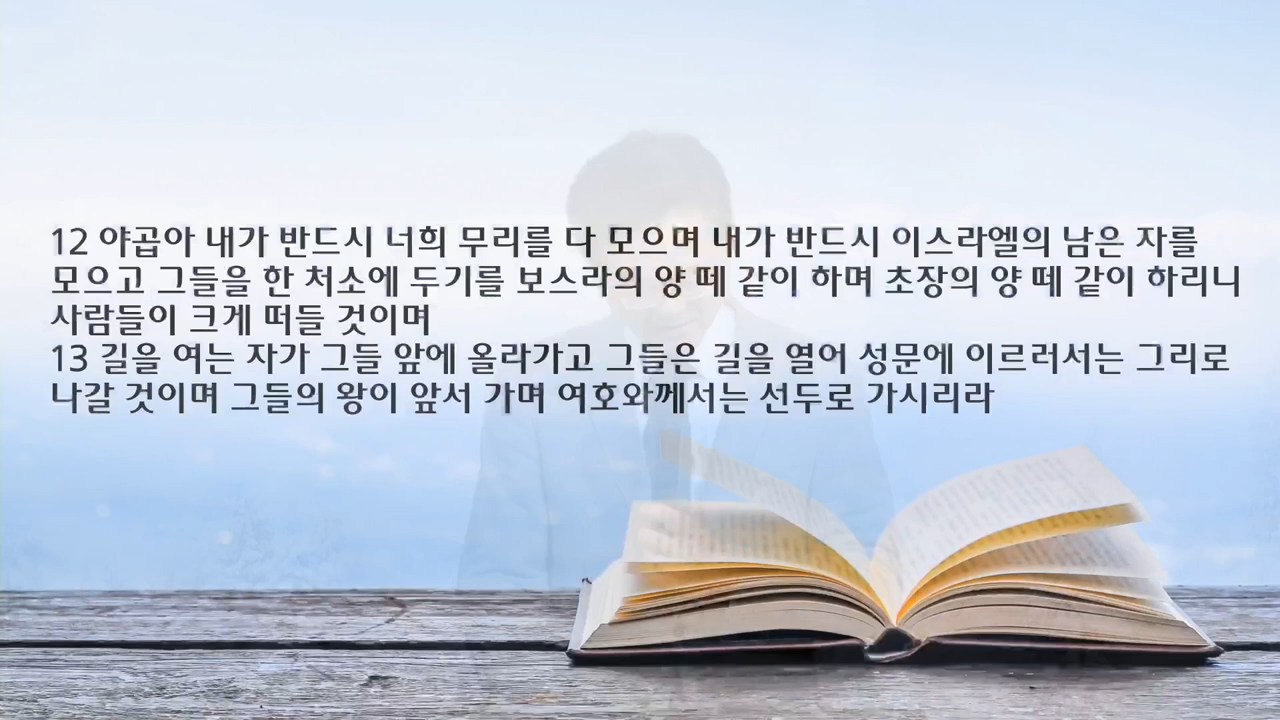 12 야곱아 내가 반드시 너희 무리를 다 모으며 내가 반드시 이스라엘의 남은 자를
모으고 그들을 한 처소에 두기를 보스라의 양 떼 같이 하며 초장의 양 떼 같이 하리니
사람들이 크게 떠들 것이며
13 길을 여는 자가 그들 앞에 올라가고 그들은 길을 열어 성문에 이르러서는 그리로
나갈 것이며 그들의 왕이 앞서 가며 여호와께서는 선두로 가시리라